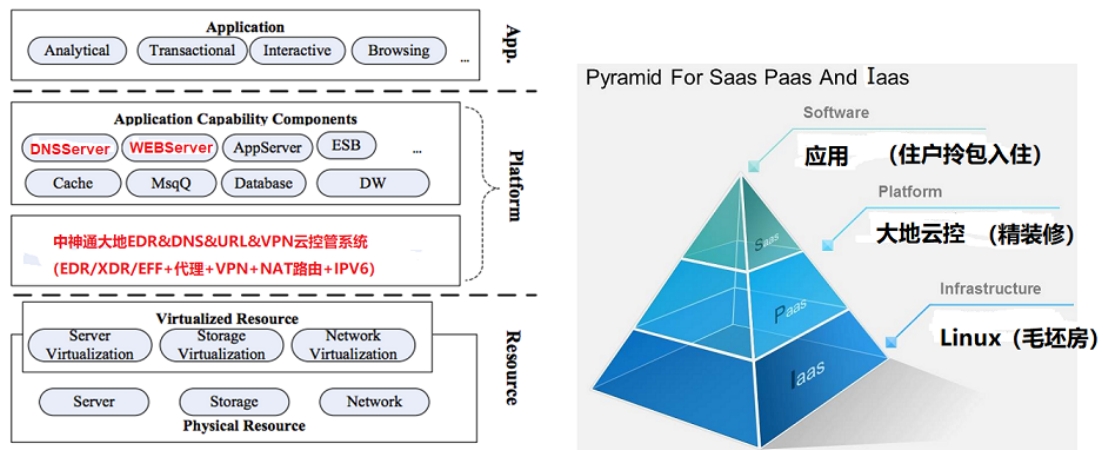 Application
Analytical
Transactional
Interactive
Browsing
...
App.
Application Capability Components
DNSServer
WEBServer
AppServer
ESB
...
Cache
MsqQ
Database
DW
Platform
中神通大地EDR&DNS&URL&VPN云控管系统
（EDR/XDR/EFF+代理+VPN+NAT路由+IPV6）
Virtualized Resource
Server
Virtualization
Storage
Virtualization
Network
Virtualization
Server
Storage
Network
Physical Resource
Resource
Pyramid For Saas Paas And Iaas
Software
应用 （住户拎包入住）
Platform
大地云控 （精装修）
Infrastructure
Linux（毛坯房）
Saas
Paas
Iaas